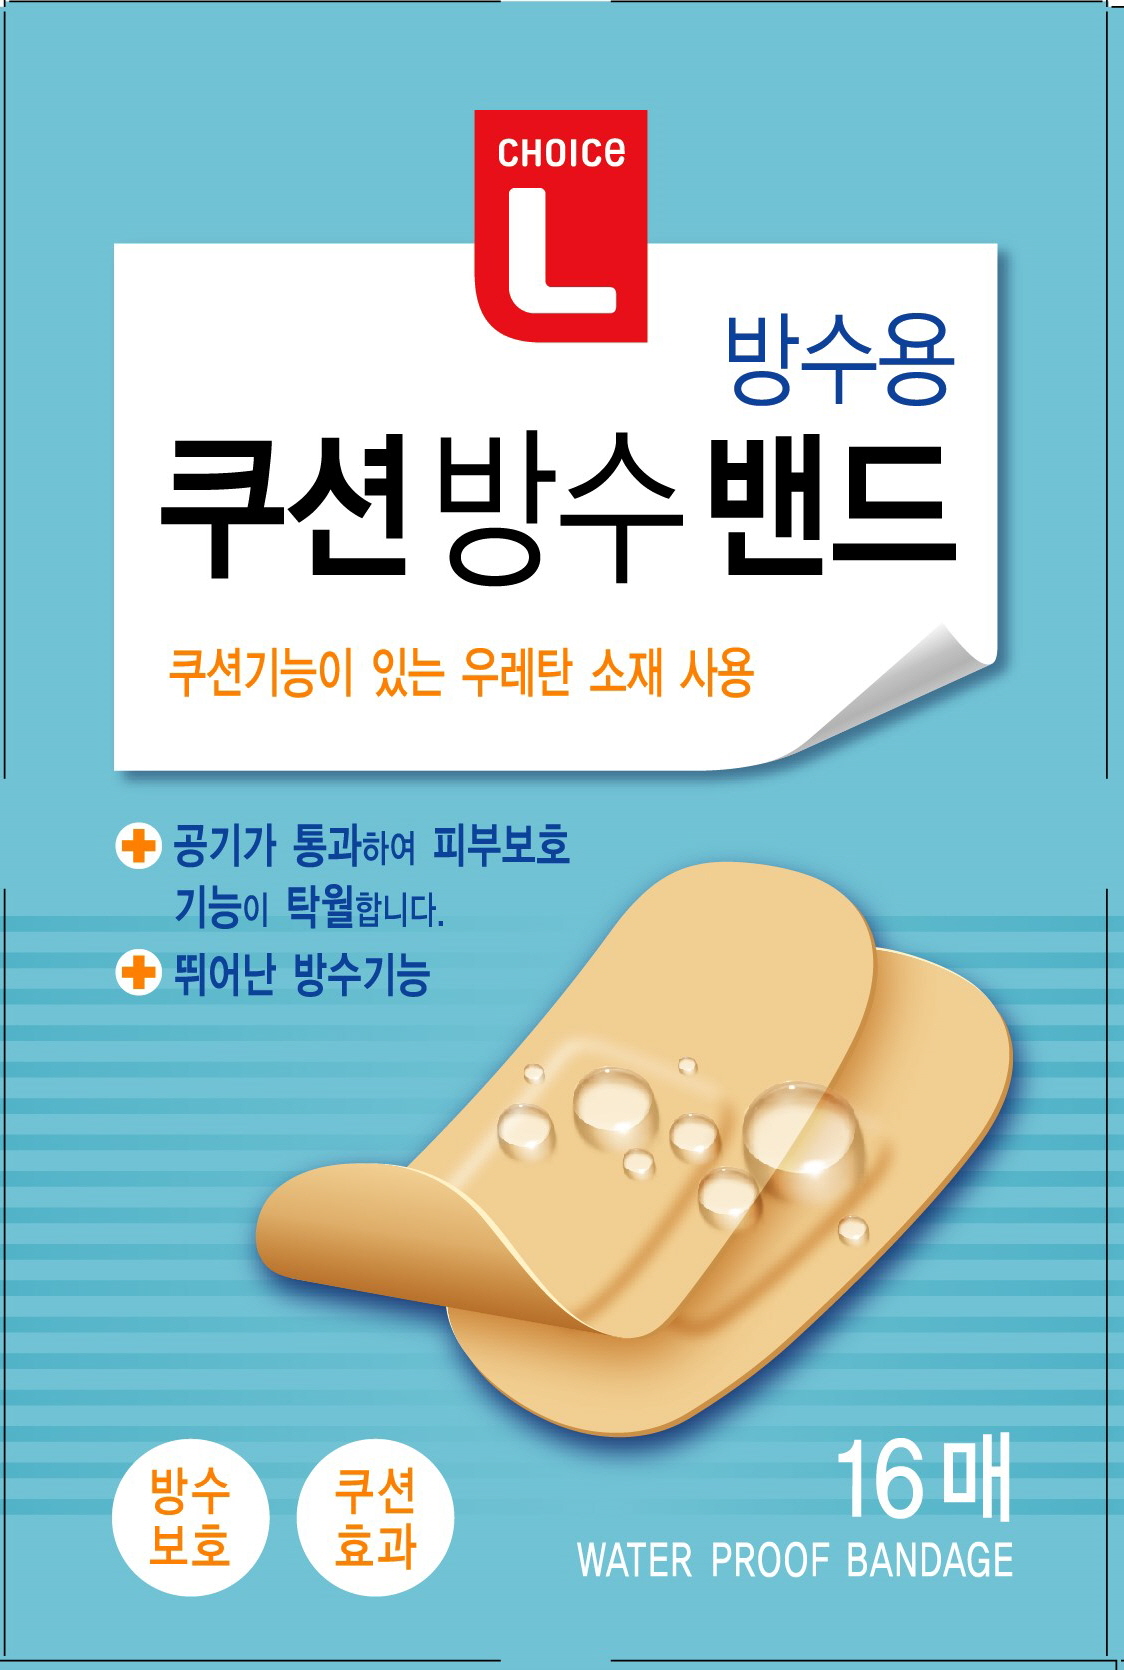 CHOICe
L
방수용
쿠션 방수 밴드
쿠션기능이 있는 우레탄 소재 사용
공기가 통과하여 피부보호
기능이 탁월합니다.
뛰어난 방수기능
방수
보호
쿠션
효과
16매
WATER PROOF BANDAGE